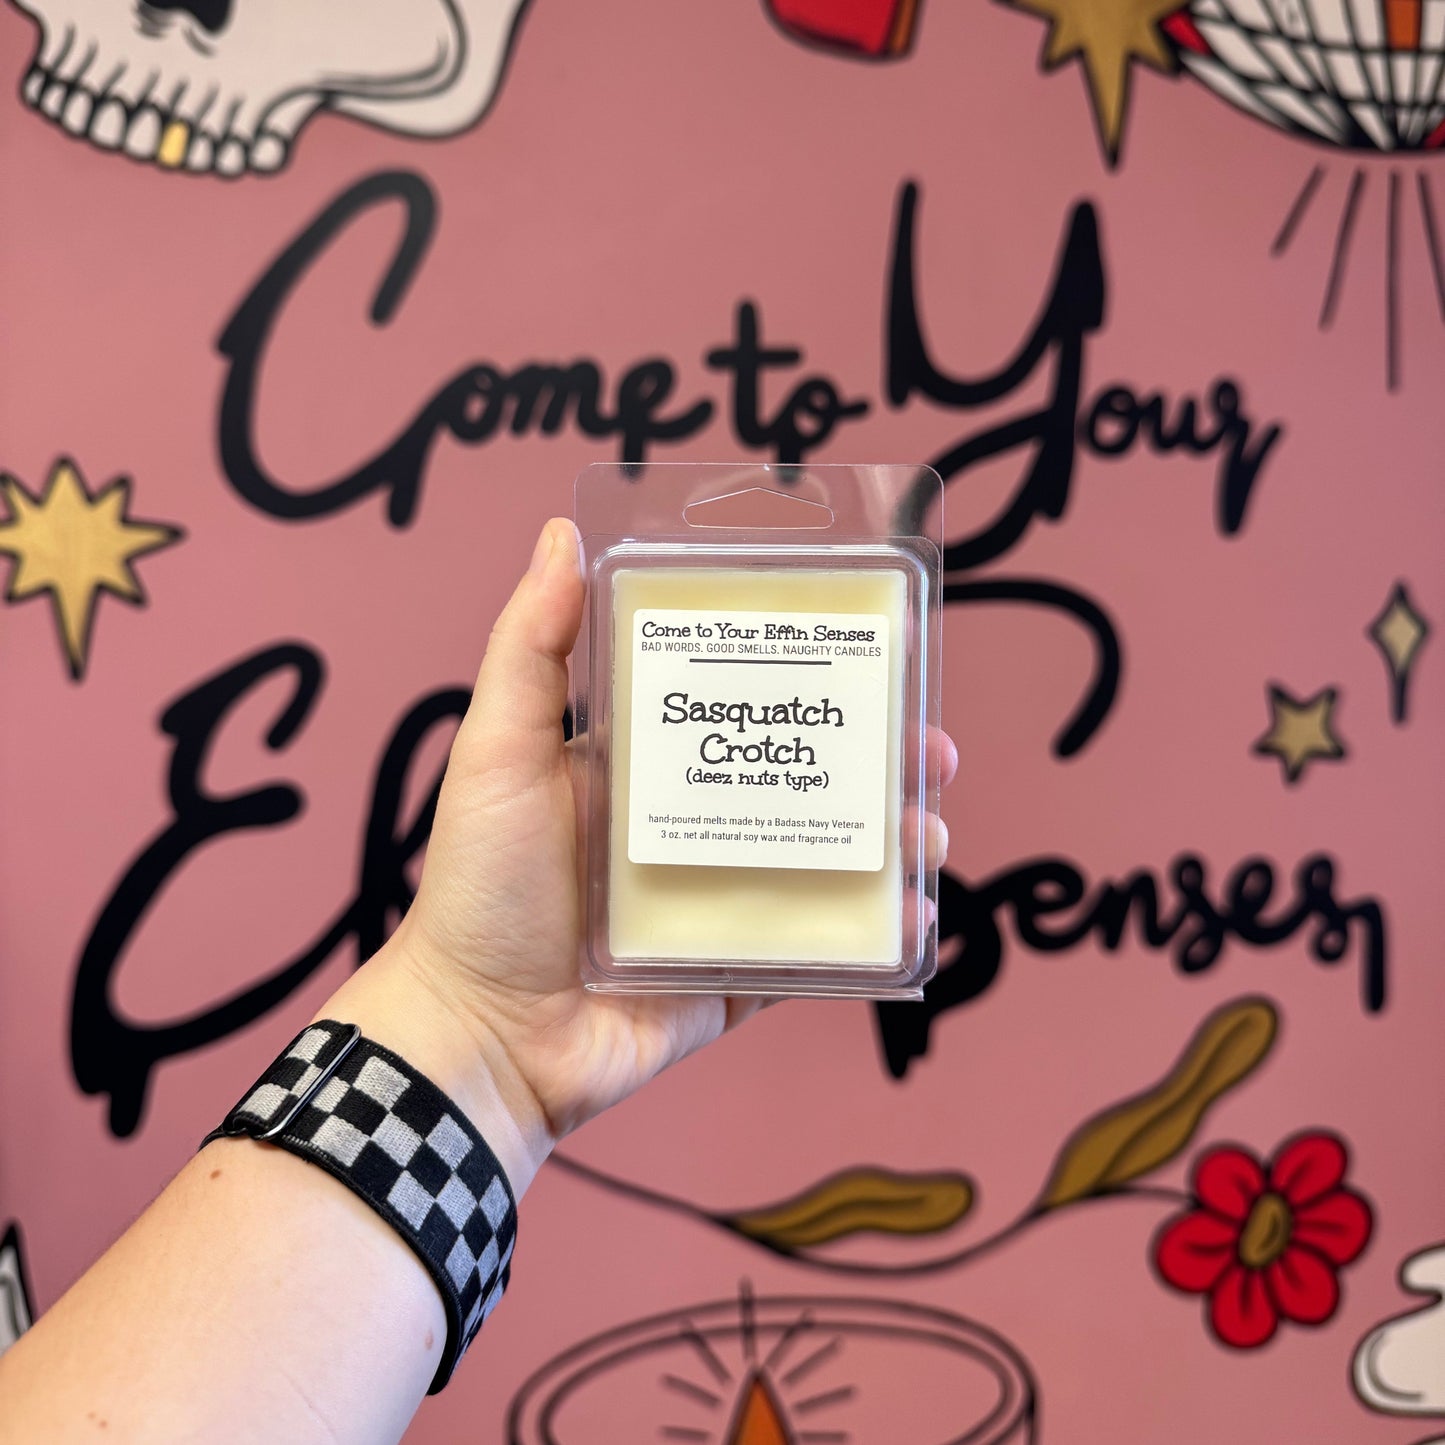 Come to Your
Effin Senses
Come to Your Effin Senses
BAD WORDS. GOOD SMELLS. NAUGHTY CANDLES
Sasquatch
Crotch
(deez nuts type)
hand-poured melts made by a Badass Navy Veteran
3 oz. net all natural soy wax and fragrance oil